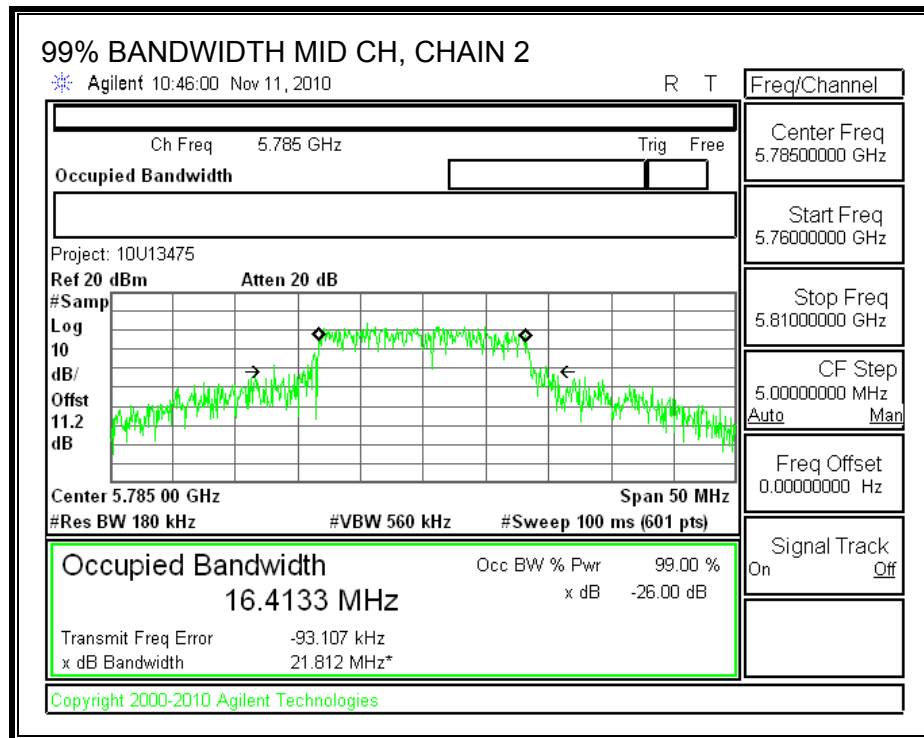 99% BANDWIDTH MID CH, CHAIN 2
Agilent 10:46:00 Nov 11, 2010 R T
Freq/Channel
Ch Freq 5.785 GHz Trig Free
Occupied Bandwidth
Center Freq
5.78500000 GHz
Start Freq
5.76000000 GHz
Stop Freq
5.81000000 GHz
CF Step
5.00000000 MHz
Auto Man
Freq Offset
0.00000000 Hz
Signal Track
On Off
Project: 10U13475
Ref 20 dBm Atten 20 dB
#Samp
Log
10
dB/
Offst
11.2
dB
Center 5.785 00 GHz Span 50 MHz
#Res BW 180 kHz #VBW 560 kHz #Sweep 100 ms (601 pts)
Occupied Bandwidth Occ BW % Pwr 99.00 %
16.4133 MHz x dB -26.00 dB
Transmit Freq Error -93.107 kHz
x dB Bandwidth 21.812 MHz*
Copyright 2000-2010 Agilent Technologies